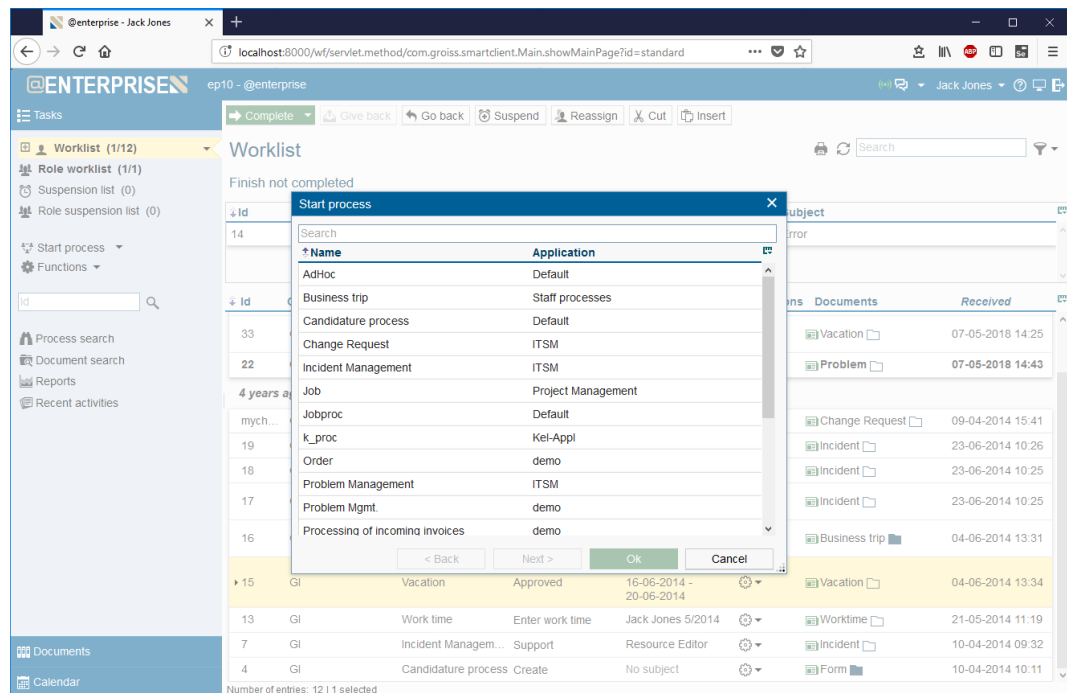 @enterprise - Jack Jones
localhost:8000/wf/servlet.method/com.groiss.smartclient.Main.showMainPage?id=standard
ABP
Se
@ENTERPRISE
ep10 - @enterprise
Jack Jones
Tasks
Complete
Give back
Go back
Suspend
Reassign
Cut
Insert
Worklist (1/12)
Role worklist (1/1)
Suspension list (0)
Role suspension list (0)
Start process
Functions
Id
Process search
Document search
Reports
Recent activities
Documents
Calendar
Worklist
Search
Finish not completed
Id
14
Start process
Search
Name Application
AdHoc Default
Business trip Staff processes
Candidature process Default
Change Request ITSM
Incident Management ITSM
Job Project Management
Jobproc Default
k_proc Kel-Appl
Order demo
Problem Management ITSM
Problem Mgmt. demo
Processing of incoming invoices demo
< Back Next > Ok Cancel
Id Documents Received
33 Vacation 07-05-2018 14:25
22 Problem 07-05-2018 14:43
4 years
mych... Change Request 09-04-2014 15:41
19 Incident 23-06-2014 10:26
18 Incident 23-06-2014 10:25
17 Incident 23-06-2014 10:25
16 Business trip 04-06-2014 13:31
15 GI Vacation Approved 16-06-2014 - 20-06-2014 Vacation 04-06-2014 13:34
13 GI Work time Enter work time Jack Jones 5/2014 Worktime 21-05-2014 11:19
7 GI Incident Managem... Support Resource Editor Incident 10-04-2014 09:32
4 GI Candidature process Create No subject Form 10-04-2014 10:11
Number of entries: 12 | 1 selected